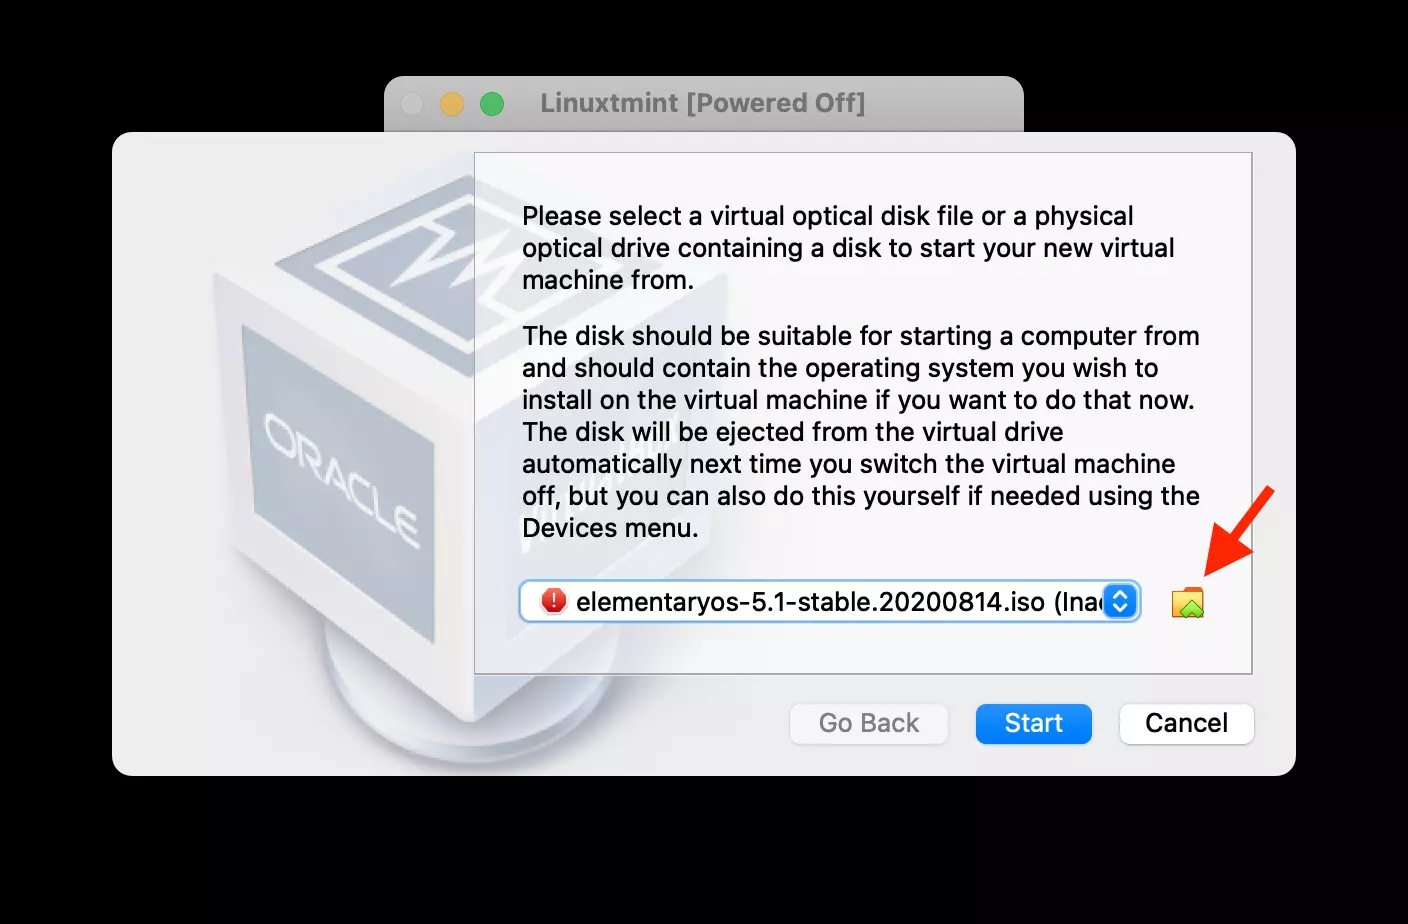 Linuxtmint [Powered Off]
Please select a virtual optical disk file or a physical
optical drive containing a disk to start your new virtual
machine from.
The disk should be suitable for starting a computer from
and should contain the operating system you wish to
install on the virtual machine if you want to do that now.
The disk will be ejected from the virtual drive
automatically next time you switch the virtual machine
off, but you can also do this yourself if needed using the
Devices menu.
ORACLE
elementaryos-5.1-stable.20200814.iso (Ina
Go Back
Start
Cancel